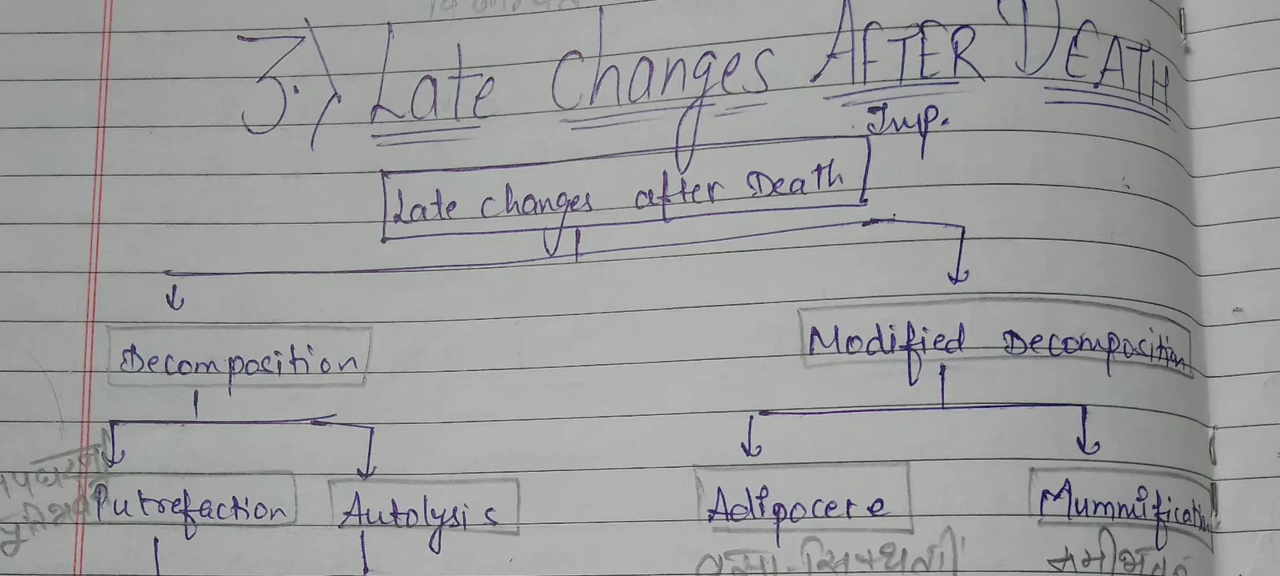 3.) Late Changes AFTER DEATH
Imp.
Late changes after Death
Decomposition
Modified Decomposition
Putrefaction
Autolysis
Adipocere
Mummification